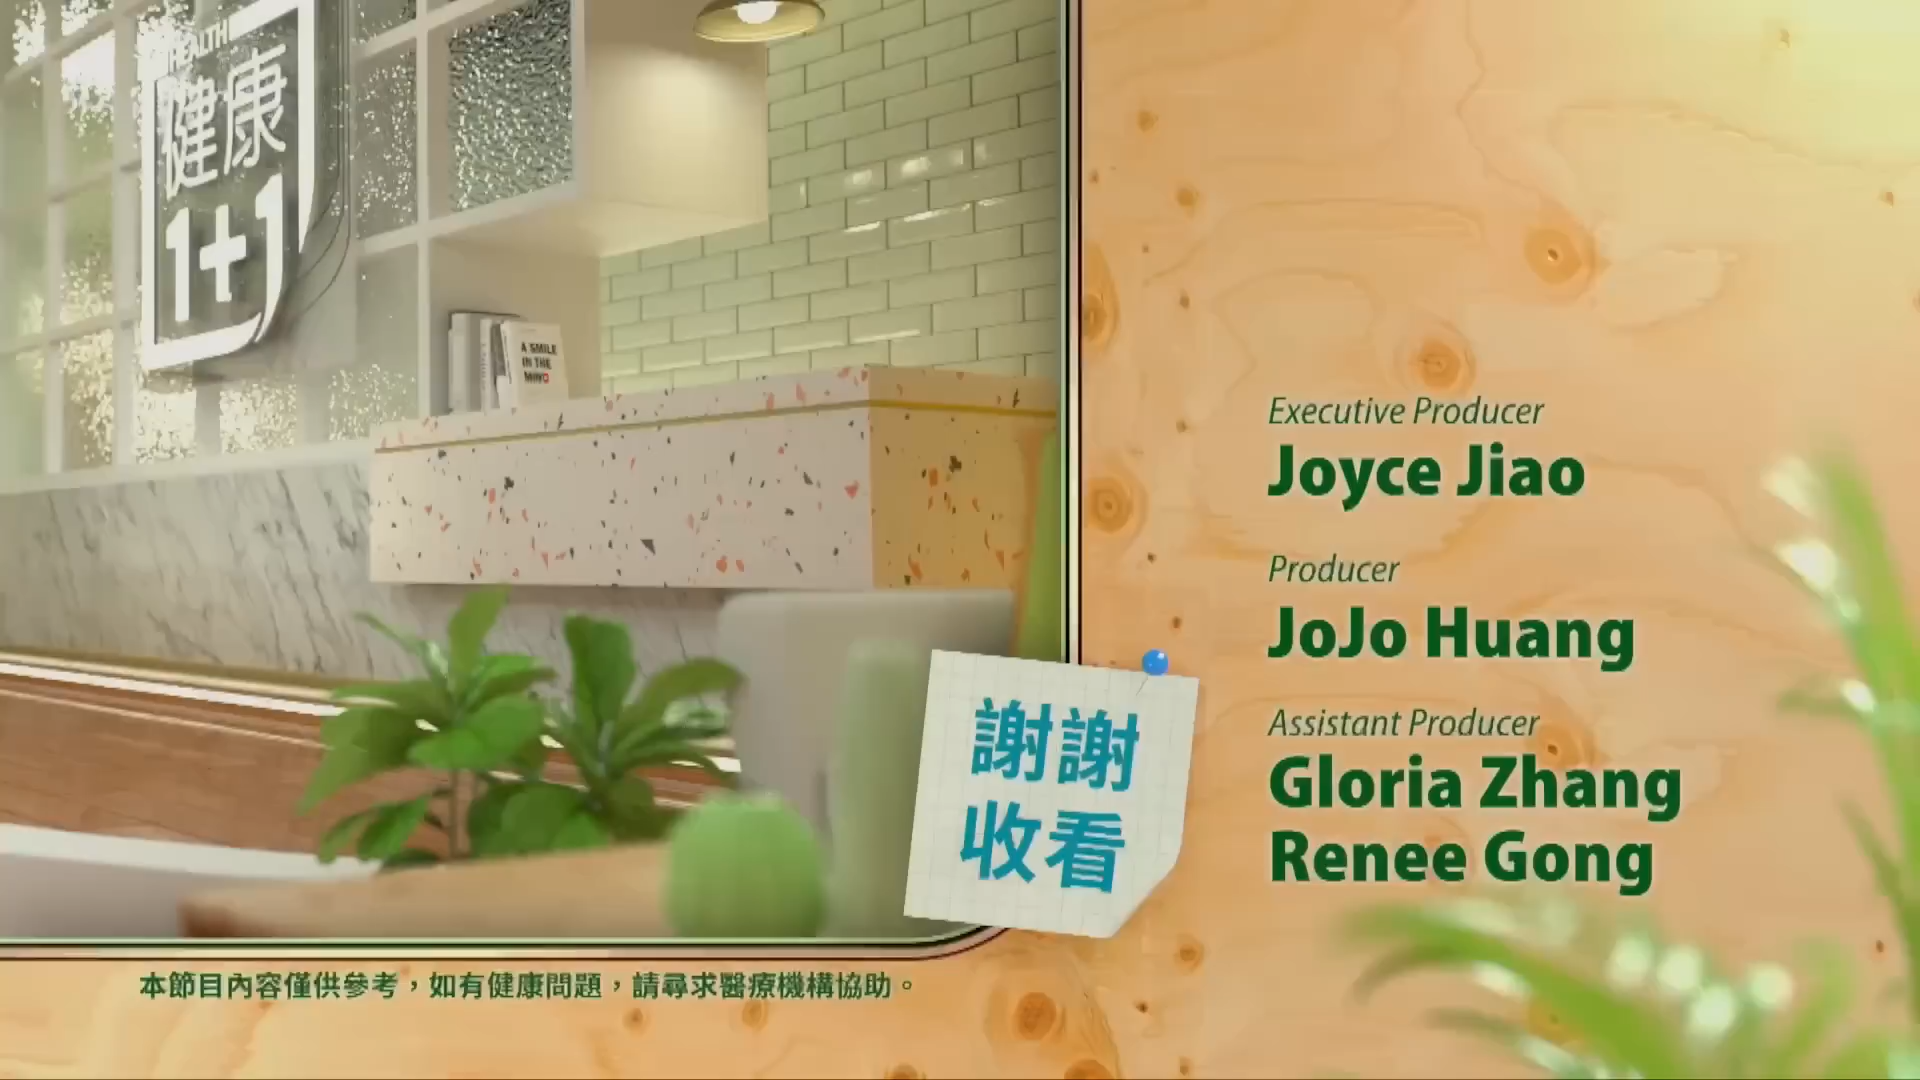 HEALTH
健康
1+1
A SMILE
IN THE
MIND
Executive Producer
Joyce Jiao
Producer
JoJo Huang
Assistant Producer
Gloria Zhang
Renee Gong
謝謝
收看
本節目內容僅供參考，如有健康問題，請尋求醫療機構協助。